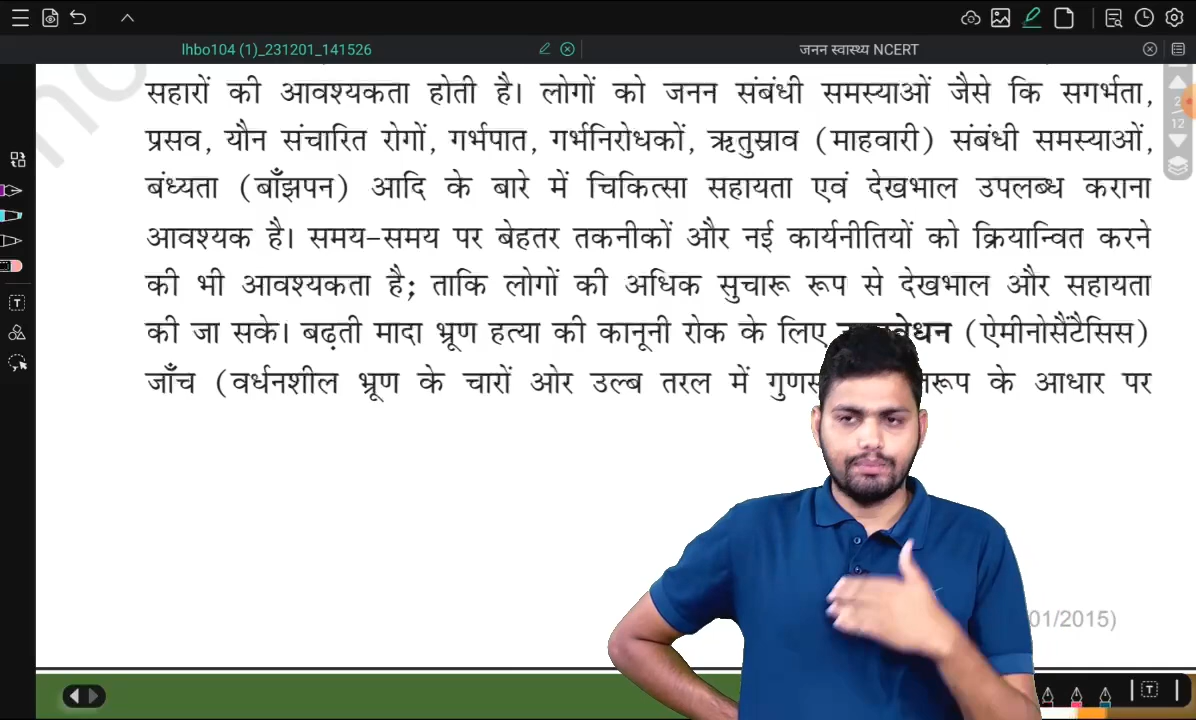 lhbo104 (1)_231201_141526
जनन स्वास्थ्य NCERT
सहारों की आवश्यकता होती है। लोगों को जनन संबंधी समस्याओं जैसे कि सगर्भता,
प्रसव, यौन संचारित रोगों, गर्भपात, गर्भनिरोधकों, ऋतुस्राव (माहवारी) संबंधी समस्याओं,
बंध्यता (बाँझपन) आदि के बारे में चिकित्सा सहायता एवं देखभाल उपलब्ध कराना
आवश्यक है। समय-समय पर बेहतर तकनीकों और नई कार्यनीतियों को क्रियान्वित करने
की भी आवश्यकता है; ताकि लोगों की अधिक सुचारू रूप से देखभाल और सहायता
की जा सके। बढ़ती मादा भ्रूण हत्या की कानूनी रोक के लिए (ऐमीनोसैंटैसिस)
जाँच (वर्धनशील भ्रूण के चारों ओर उल्ब तरल में के आधार पर
2
12
01/2015)